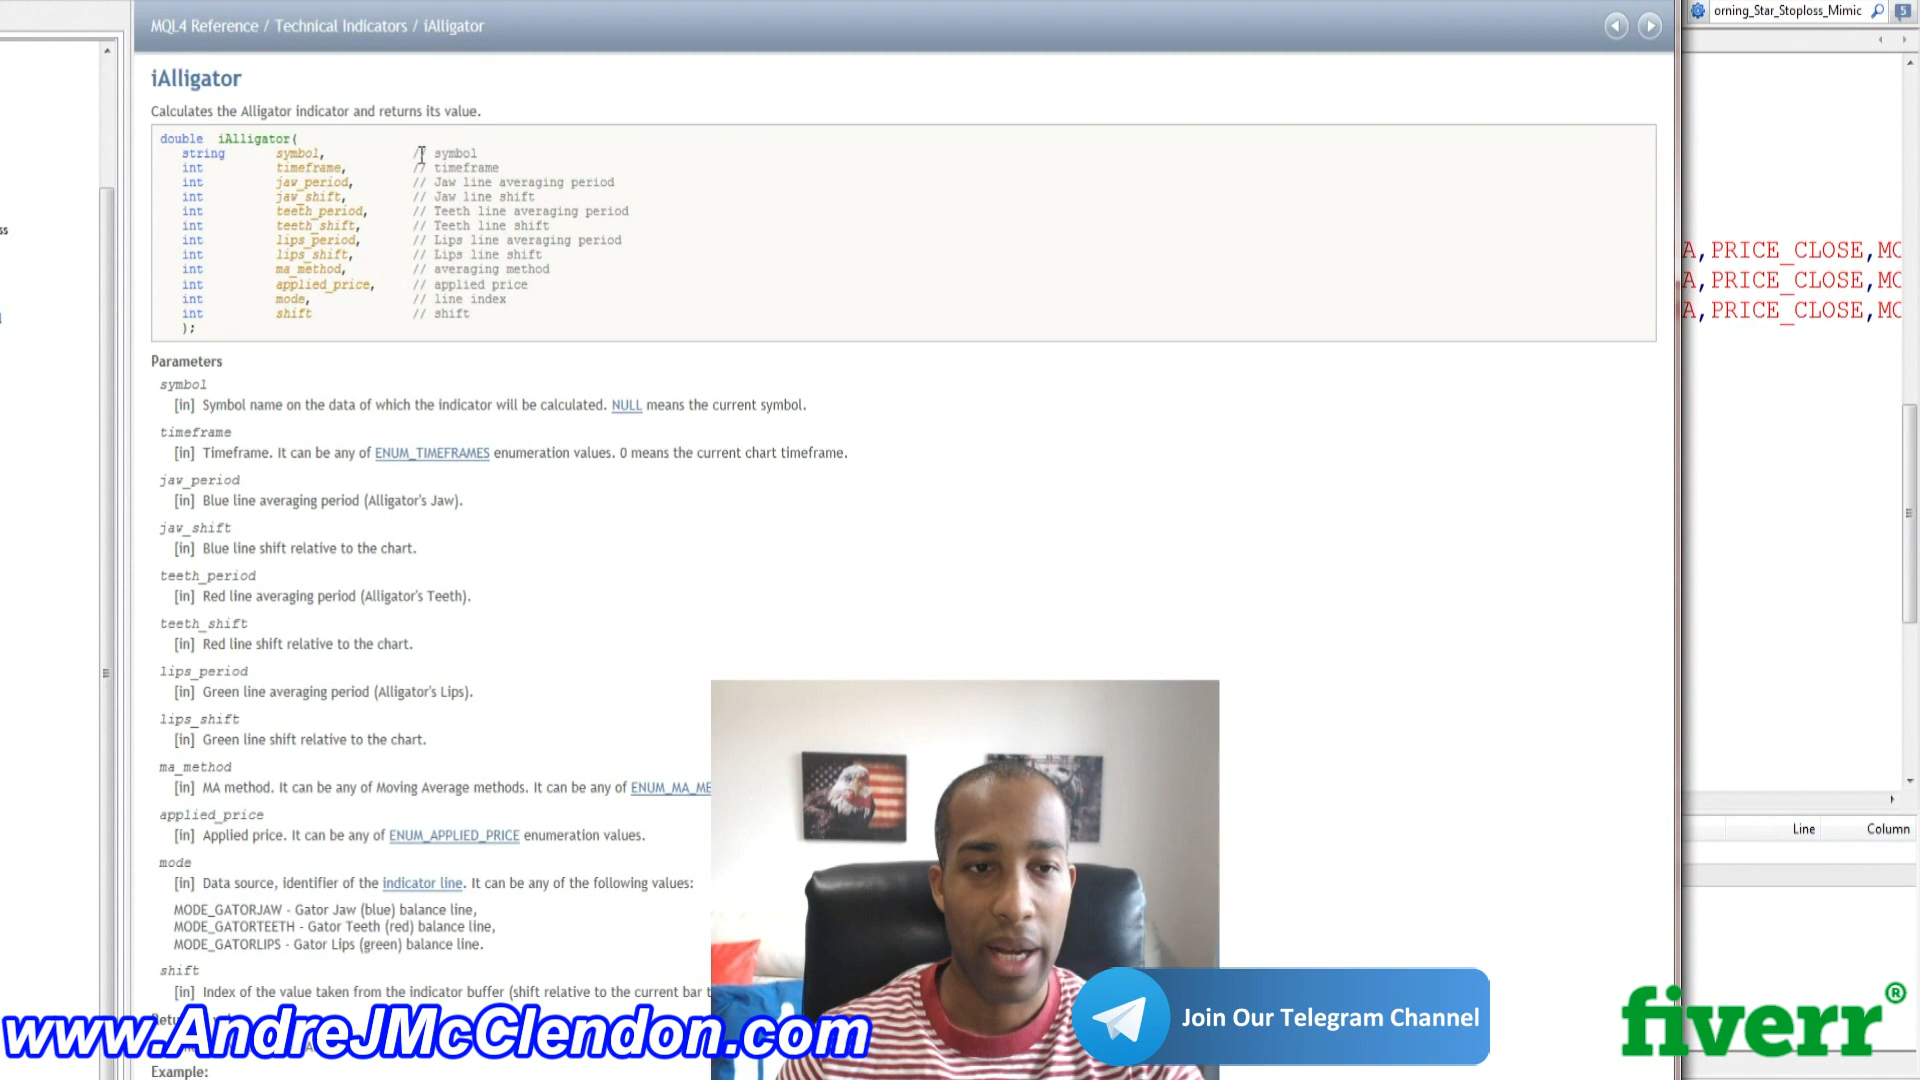 MQL4 Reference / Technical Indicators / iAlligator
orning_Star_Stoploss_Mimic
5
iAlligator
Calculates the Alligator indicator and returns its value.
double iAlligator(
string symbol, // symbol
int timeframe, // timeframe
int jaw_period, // Jaw line averaging period
int jaw_shift, // Jaw line shift
int teeth_period, // Teeth line averaging period
int teeth_shift, // Teeth line shift
int lips_period, // Lips line averaging period
int lips_shift, // Lips line shift
int ma_method, // averaging method
int applied_price, // applied price
int mode, // line index
int shift // shift
);
ss
A,PRICE_CLOSE,MO
A,PRICE_CLOSE,MO
A,PRICE_CLOSE,MO
Parameters
symbol
[in] Symbol name on the data of which the indicator will be calculated. NULL means the current symbol.
timeframe
[in] Timeframe. It can be any of ENUM_TIMEFRAMES enumeration values. 0 means the current chart timeframe.
jaw_period
[in] Blue line averaging period (Alligator's Jaw).
jaw_shift
[in] Blue line shift relative to the chart.
teeth_period
[in] Red line averaging period (Alligator's Teeth).
teeth_shift
[in] Red line shift relative to the chart.
lips_period
[in] Green line averaging period (Alligator's Lips).
lips_shift
[in] Green line shift relative to the chart.
ma_method
[in] MA method. It can be any of Moving Average methods. It can be any of ENUM_MA_ME
applied_price
[in] Applied price. It can be any of ENUM_APPLIED_PRICE enumeration values.
mode
[in] Data source, identifier of the indicator line. It can be any of the following values:
MODE_GATORJAW - Gator Jaw (blue) balance line,
MODE_GATORTEETH - Gator Teeth (red) balance line,
MODE_GATORLIPS - Gator Lips (green) balance line.
shift
[in] Index of the value taken from the indicator buffer (shift relative to the current bar t
Line Column
www.AndreJMcClendon.com
Join Our Telegram Channel
fiverr®
Example: